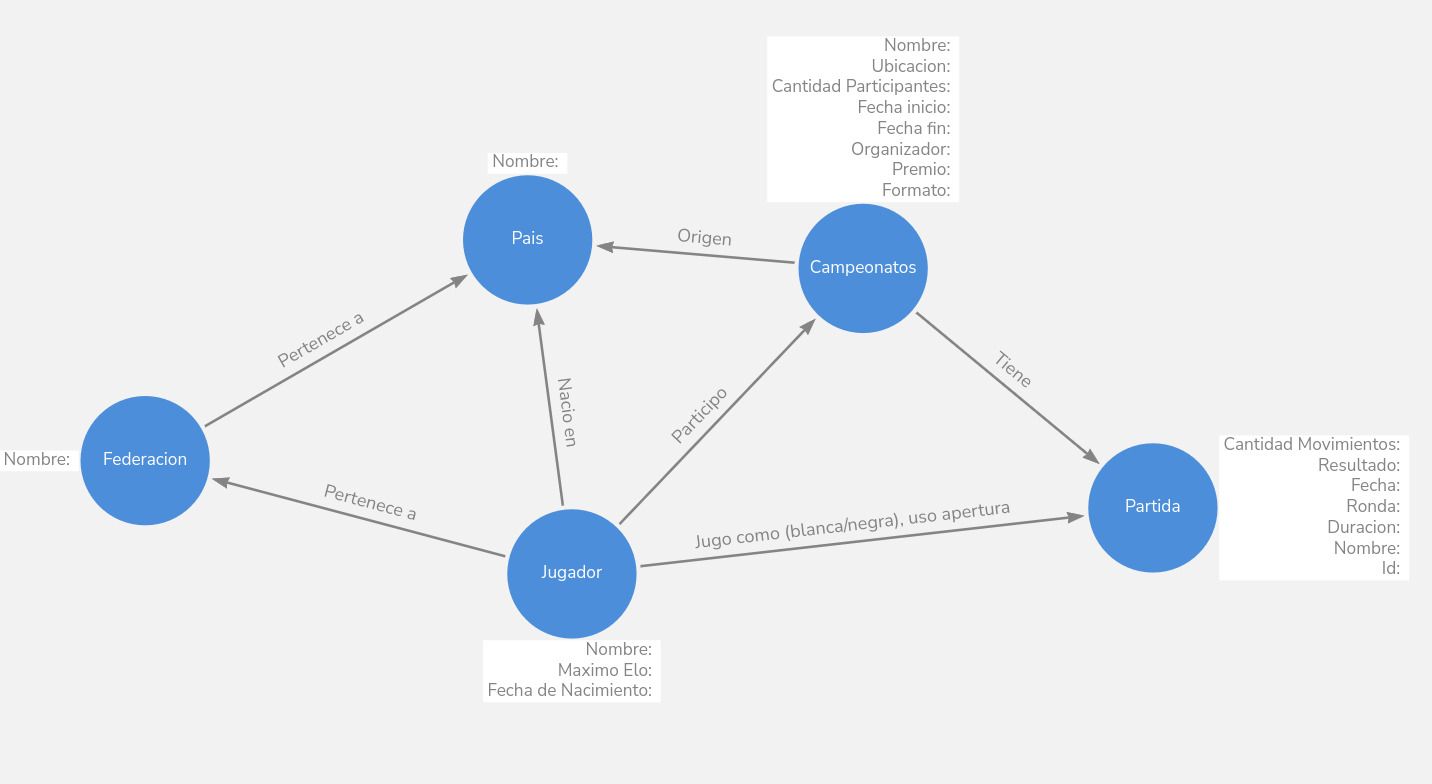 Nombre:
Ubicacion:
Cantidad Participantes:
Fecha inicio:
Fecha fin:
Organizador:
Premio:
Formato:
Nombre:
Pais
Origen
Campeonatos
Pertenece a
Nacio en
Participo
Tiene
Nombre:
Federacion
Pertenece a
Jugo como (blanca/negra), uso apertura
Partida
Cantidad Movimientos:
Resultado:
Fecha:
Ronda:
Duracion:
Nombre:
Id:
Jugador
Nombre:
Maximo Elo:
Fecha de Nacimiento: